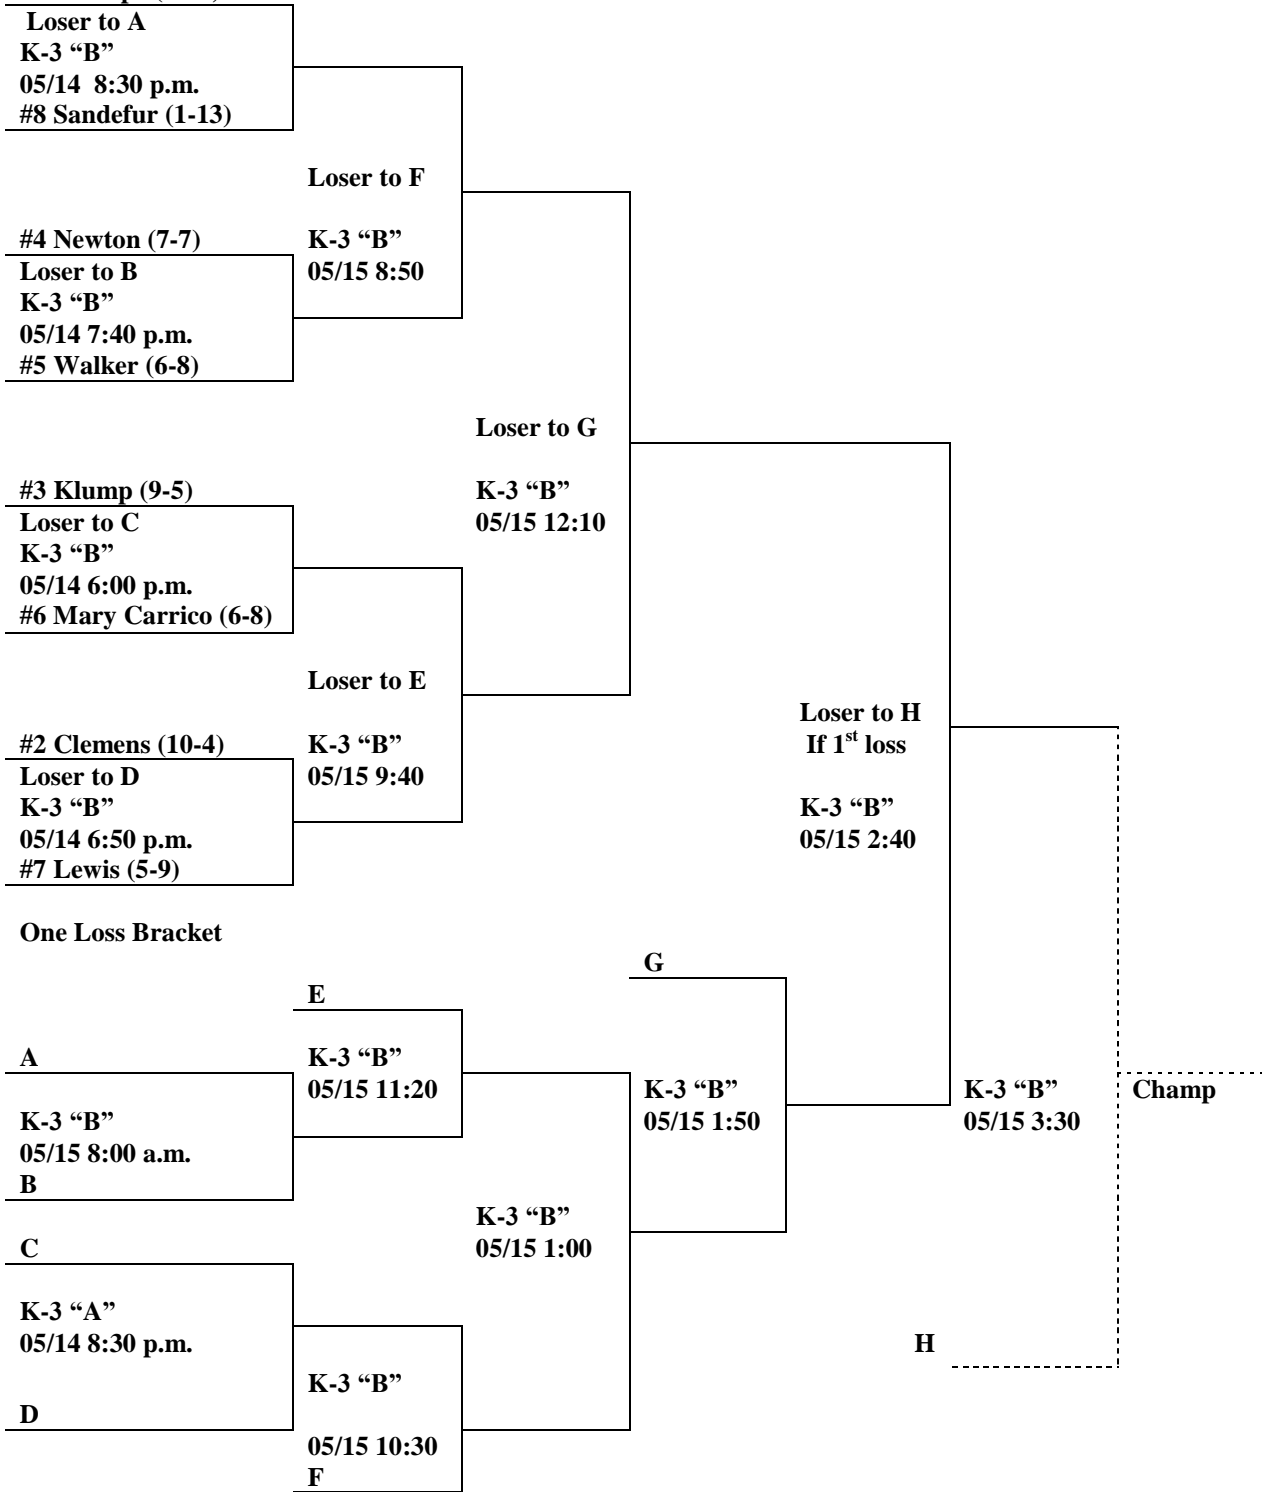 Loser to A
K-3 “B”
05/14 8:30 p.m.
#8 Sandefur (1-13)
Loser to F
#4 Newton (7-7)
K-3 “B”
Loser to B
05/15 8:50
K-3 “B”
05/14 7:40 p.m.
#5 Walker (6-8)
Loser to G
#3 Klump (9-5)
K-3 “B”
Loser to C
05/15 12:10
K-3 “B”
05/14 6:00 p.m.
#6 Mary Carrico (6-8)
Loser to E
Loser to H
If 1st loss
#2 Clemens (10-4)
K-3 “B”
Loser to D
05/15 9:40
K-3 “B”
K-3 “B”
05/14 6:50 p.m.
05/15 2:40
#7 Lewis (5-9)
One Loss Bracket
G
E
A
K-3 “B”
05/15 11:20
K-3 “B”
K-3 “B”
Champ
K-3 “B”
05/15 1:50
05/15 3:30
05/15 8:00 a.m.
B
K-3 “B”
C
05/15 1:00
K-3 “A”
05/14 8:30 p.m.
H
K-3 “B”
D
05/15 10:30
F